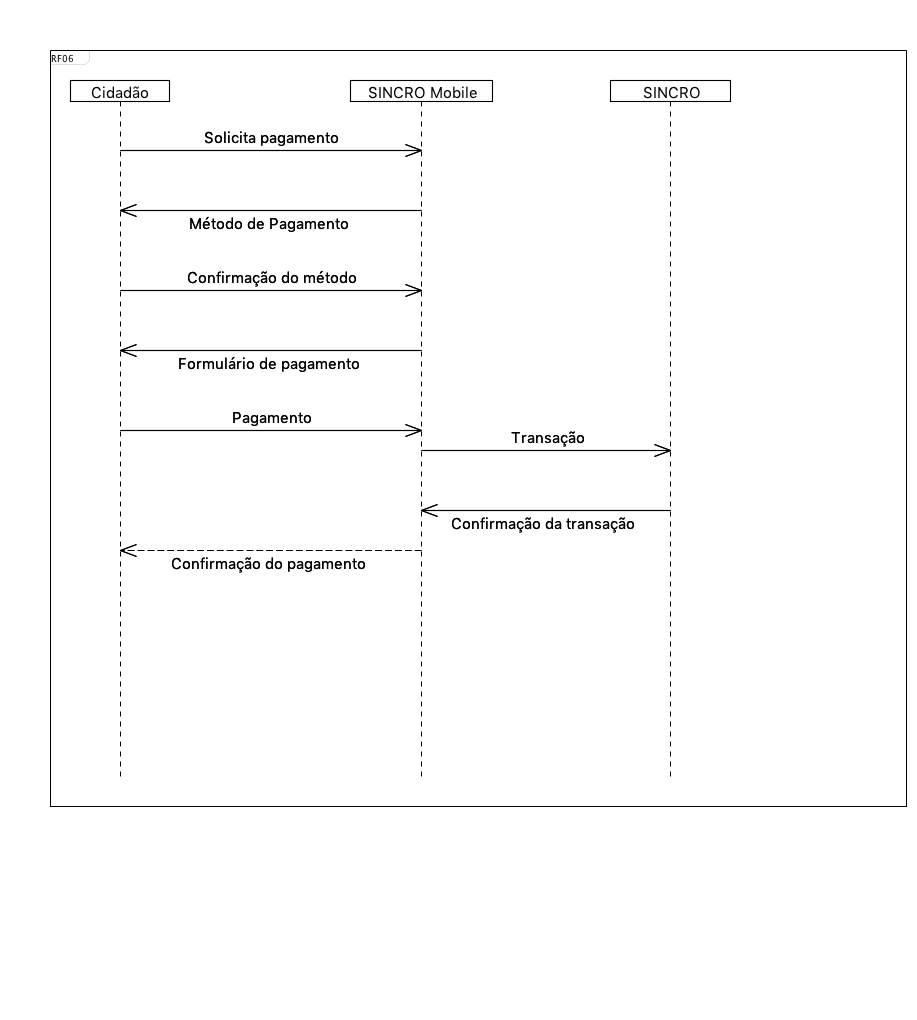 RF06
Cidadão
SINCRO Mobile
SINCRO
Solicita pagamento
Método de Pagamento
Confirmação do método
Formulário de pagamento
Pagamento
Transação
Confirmação da transação
Confirmação do pagamento